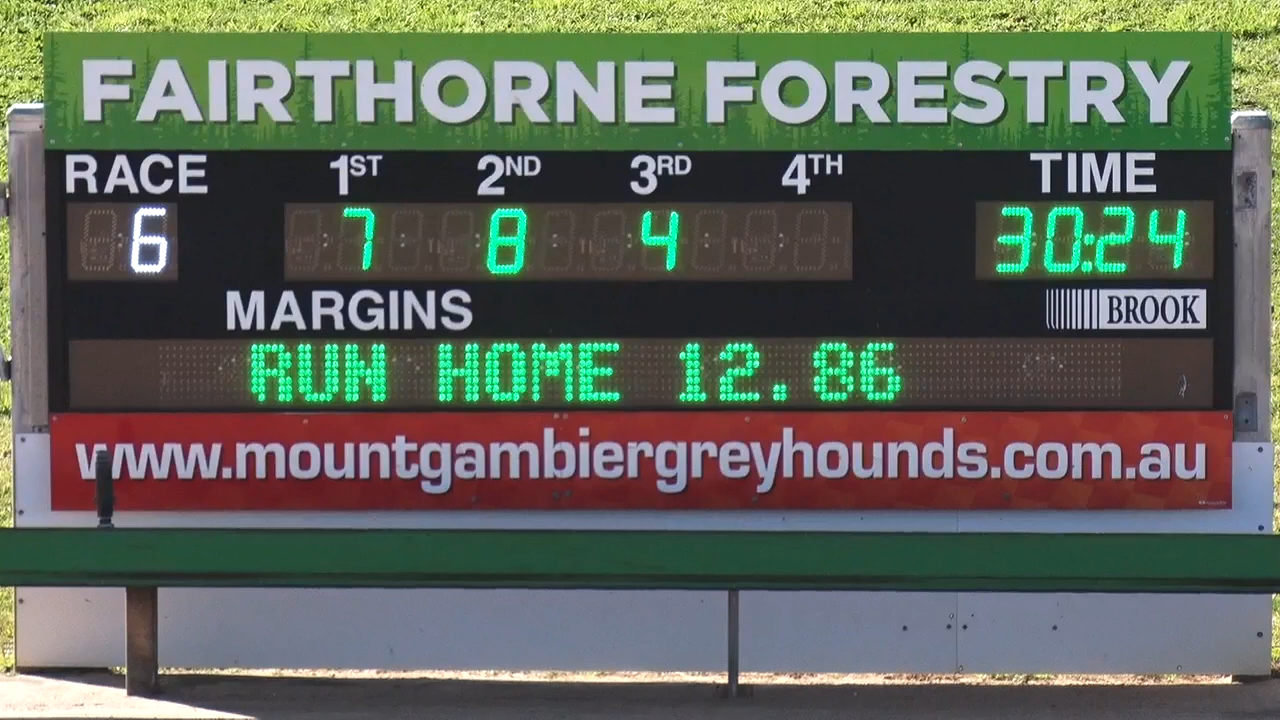 FAIRTHORNE FORESTRY
RACE 1ST 2ND 3RD 4TH TIME
6 7 8 4 30:24
MARGINS BROOK
RUN HOME 12.86
www.mountgambiergreyhounds.com.au